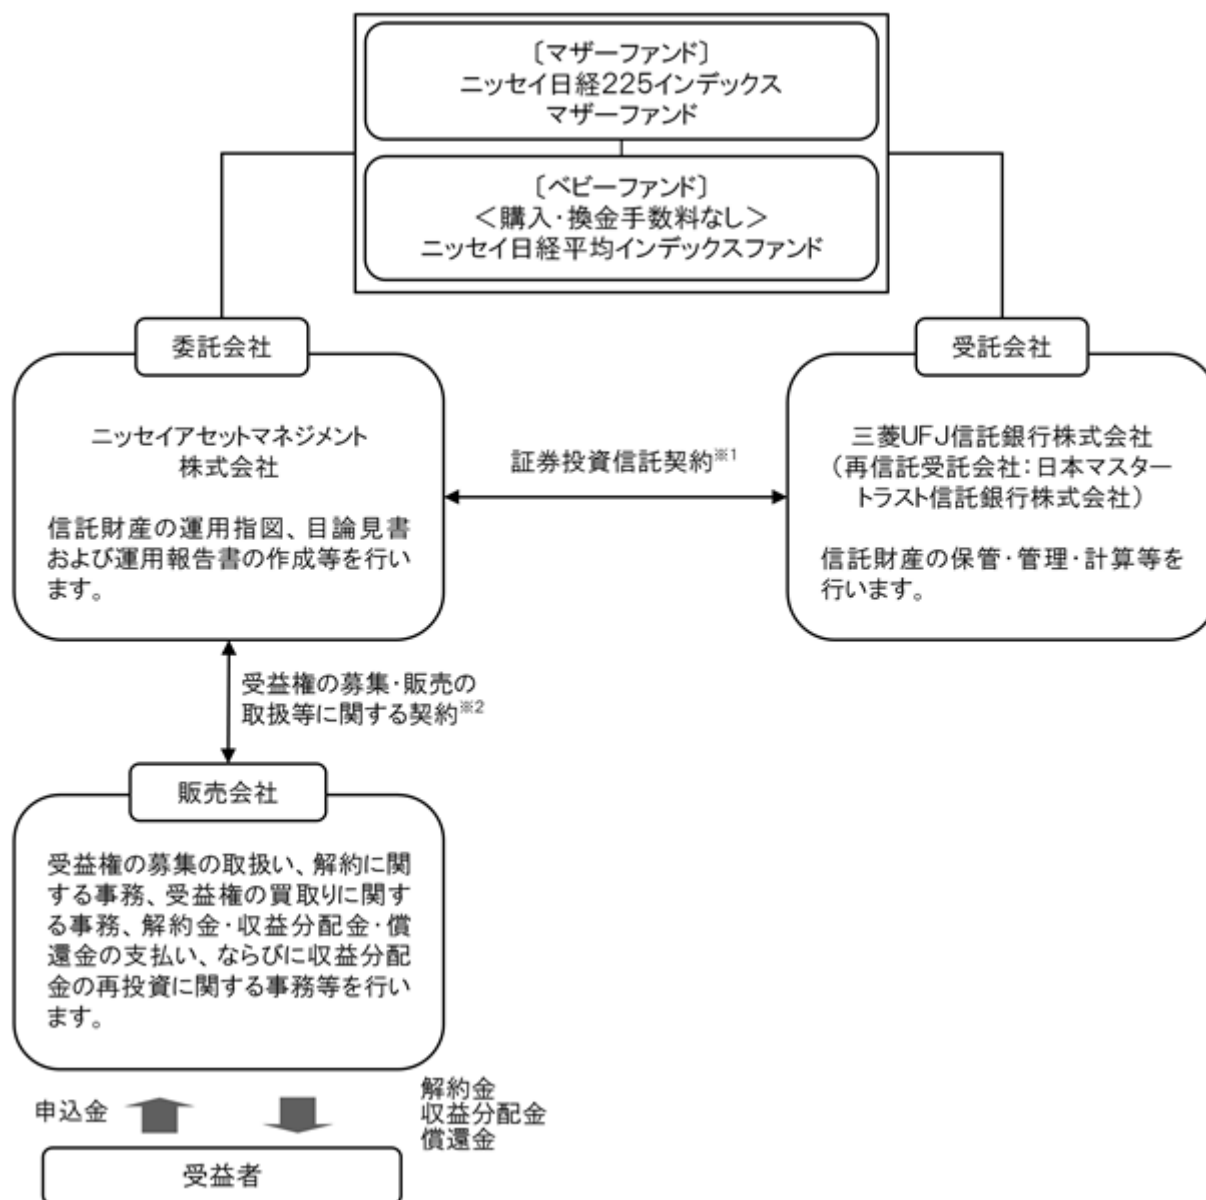 〔マザーファンド〕
ニッセイ日経225インデックス
マザーファンド
〔ベビーファンド〕
＜購入・換金手数料なし＞
ニッセイ日経平均インデックスファンド
委託会社
ニッセイアセットマネジメント
株式会社
信託財産の運用指図、目論見書
および運用報告書の作成等を行い
ます。
証券投資信託契約※1
受託会社
三菱UFJ信託銀行株式会社
（再信託受託会社：日本マスター
トラスト信託銀行株式会社）
信託財産の保管・管理・計算等を
行います。
受益権の募集・販売の
取扱等に関する契約※2
販売会社
受益権の募集の取扱い、解約に関
する事務、受益権の買取りに関す
る事務、解約金・収益分配金・償
還金の支払い、ならびに収益分配
金の再投資に関する事務等を行い
ます。
申込金
解約金
収益分配金
償還金
受益者